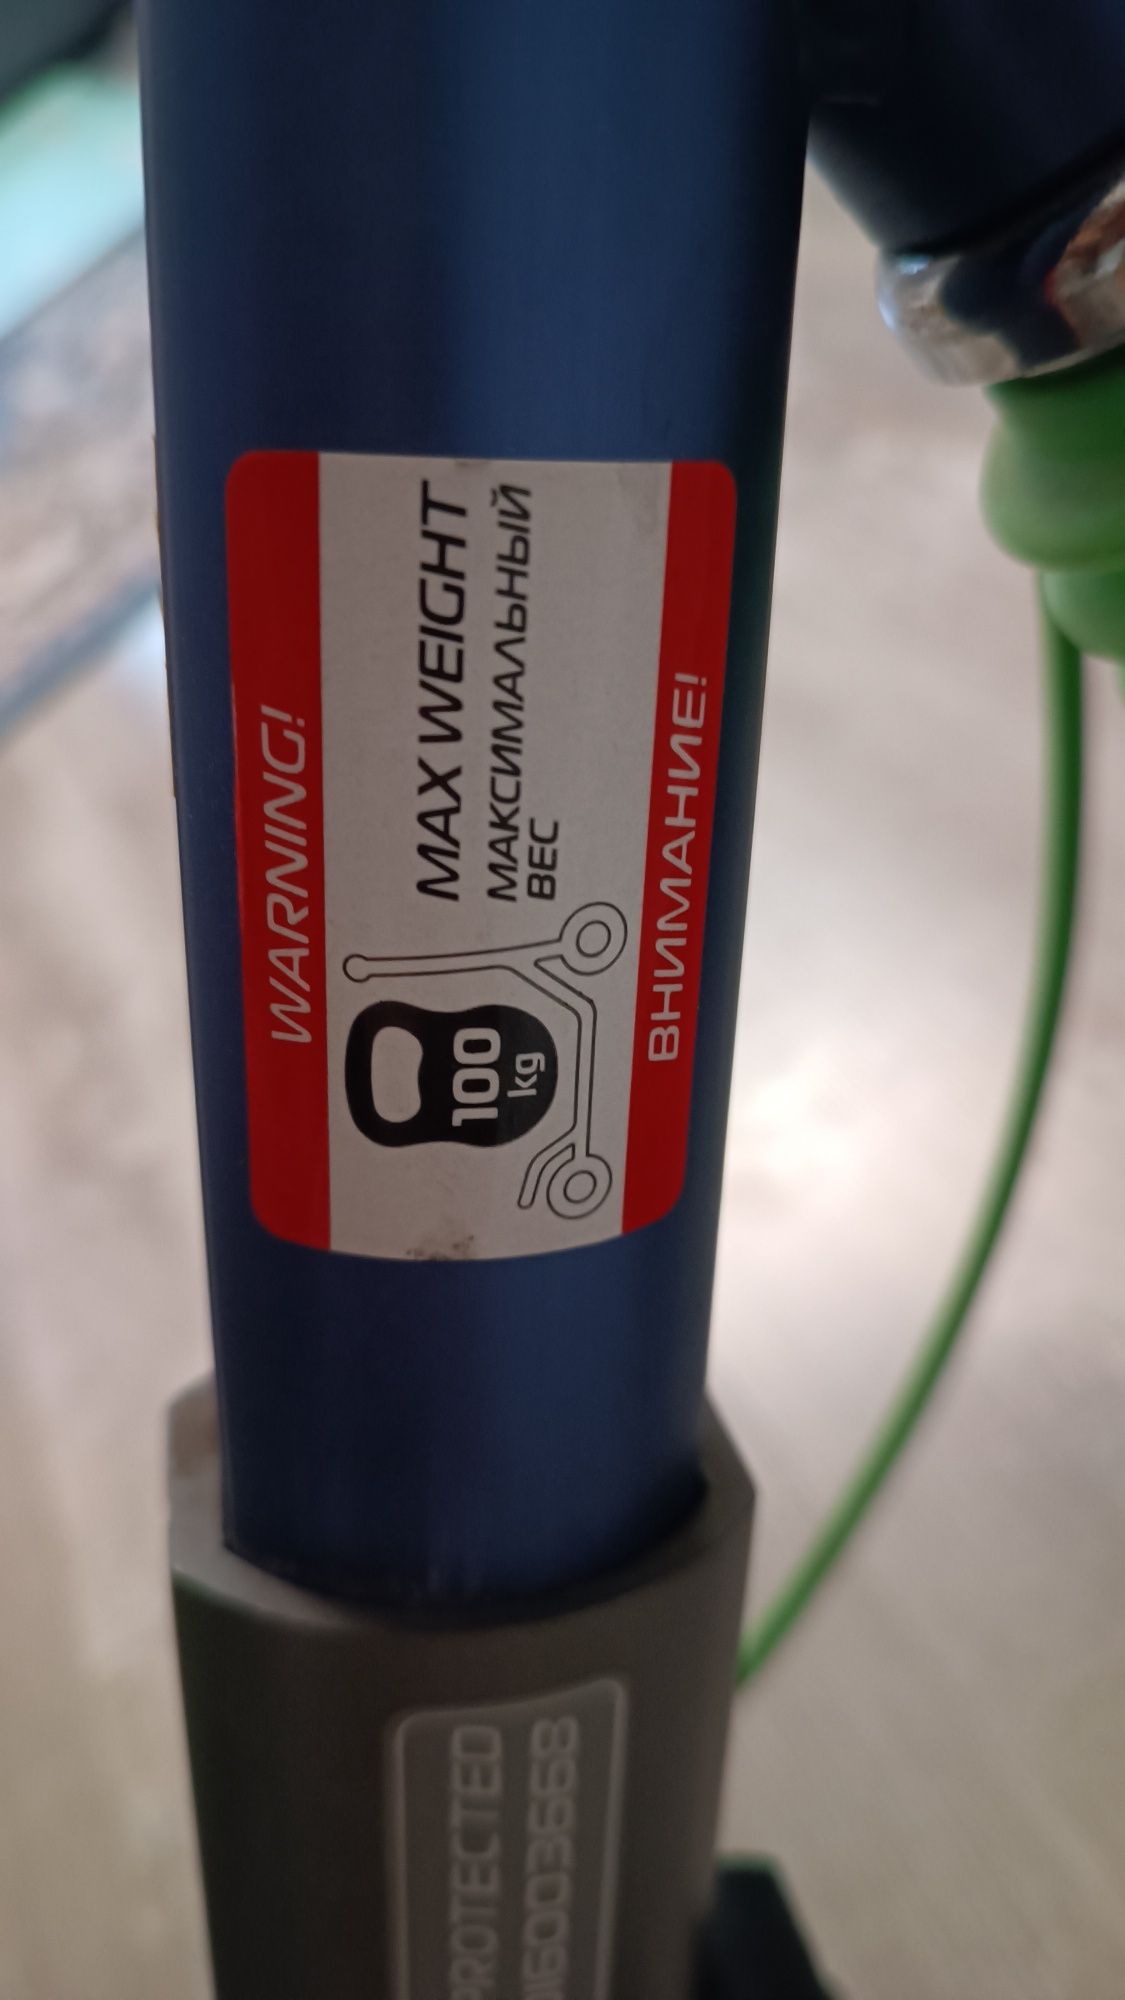 WARNING!
MAX WEIGHT
МАКСИМАЛЬНЫЙ
ВЕС
100
kg
ВНИМАНИЕ!
PROTECTED